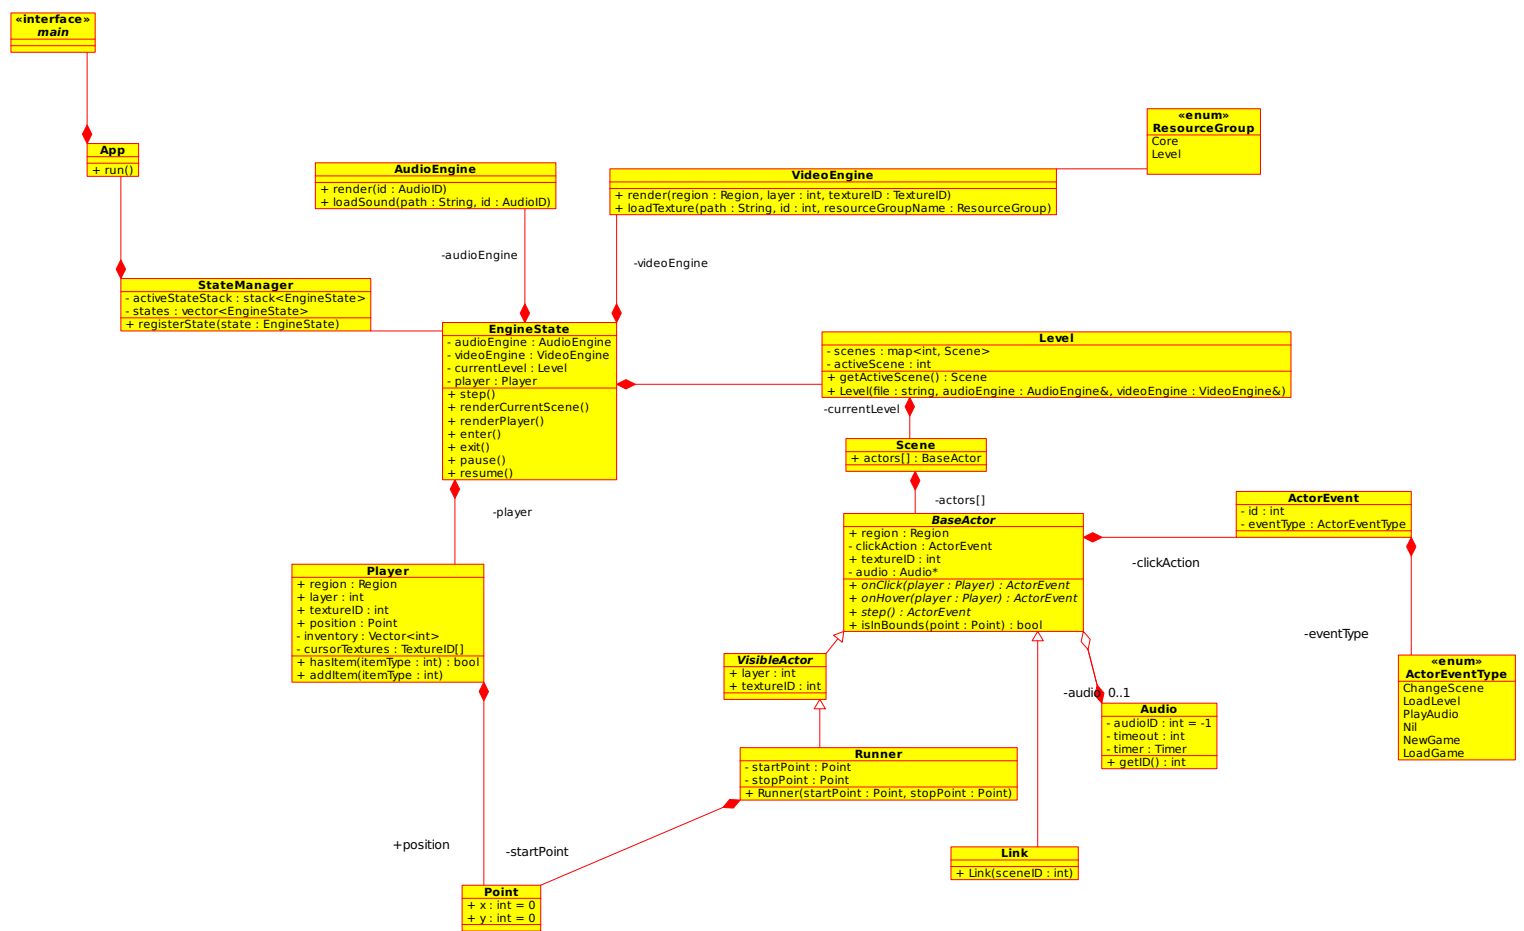 «interface»
main
App
+ run()
AudioEngine
+ render(id : AudioID)
+ loadSound(path : String, id : AudioID)
VideoEngine
+ render(region : Region, layer : int, textureID : TextureID)
+ loadTexture(path : String, id : int, resourceGroupName : ResourceGroup)
«enum»
ResourceGroup
Core
Level
-audioEngine
-videoEngine
StateManager
- activeStateStack : stack<EngineState>
- states : vector<EngineState>
+ registerState(state : EngineState)
EngineState
- audioEngine : AudioEngine
- videoEngine : VideoEngine
- currentLevel : Level
- player : Player
+ step()
+ renderCurrentScene()
+ renderPlayer()
+ enter()
+ exit()
+ pause()
+ resume()
Level
- scenes : map<int, Scene>
- activeScene : int
+ getActiveScene() : Scene
+ Level(file : string, audioEngine : AudioEngine&, videoEngine : VideoEngine&)
-currentLevel
Scene
+ actors[] : BaseActor
-actors[]
-player
BaseActor
+ region : Region
- clickAction : ActorEvent
+ textureID : int
- audio : Audio*
+ onClick(player : Player) : ActorEvent
+ onHover(player : Player) : ActorEvent
+ step() : ActorEvent
+ isInBounds(point : Point) : bool
ActorEvent
- id : int
- eventType : ActorEventType
-clickAction
-eventType
Player
+ region : Region
+ layer : int
+ textureID : int
+ position : Point
- inventory : Vector<int>
- cursorTextures : TextureID[]
+ hasItem(itemType : int) : bool
+ addItem(itemType : int)
VisibleActor
+ layer : int
+ textureID : int
«enum»
ActorEventType
ChangeScene
LoadLevel
PlayAudio
Nil
NewGame
LoadGame
-audio 0..1
Audio
- audioID : int = -1
- timeout : int
- timer : Timer
+ getID() : int
Runner
- startPoint : Point
- stopPoint : Point
+ Runner(startPoint : Point, stopPoint : Point)
+position
-startPoint
Link
+ Link(sceneID : int)
Point
+ x : int = 0
+ y : int = 0